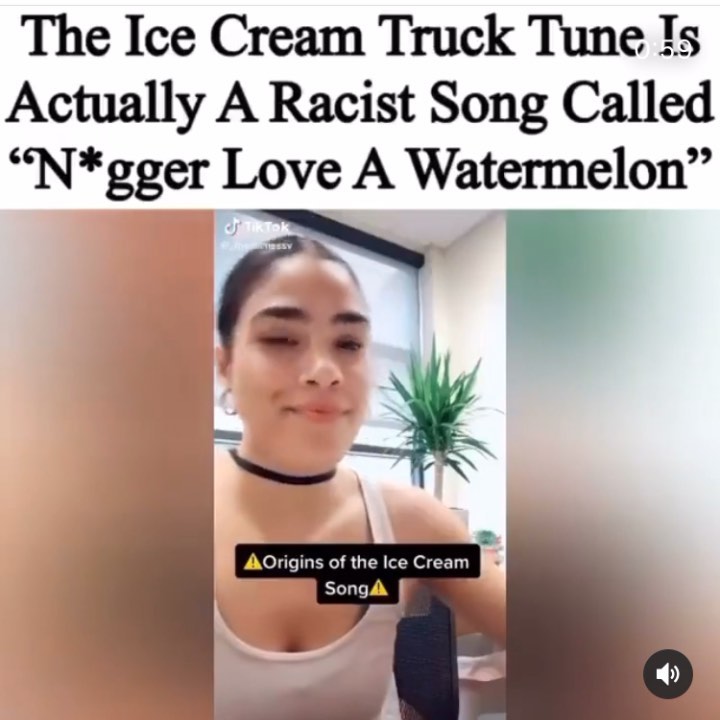 The Ice Cream Truck Tune Is
Actually A Racist Song Called
“N*gger Love A Watermelon”
0:59
TikTok
⚠Origins of the Ice Cream
Song⚠